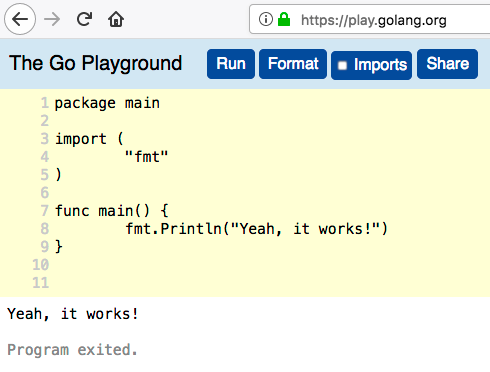 https://play.golang.org
The Go Playground Run Format Imports Share
1 package main
2
3 import (
4 "fmt"
5 )
6
7 func main() {
8 fmt.Println("Yeah, it works!")
9 }
10
11
Yeah, it works!
Program exited.